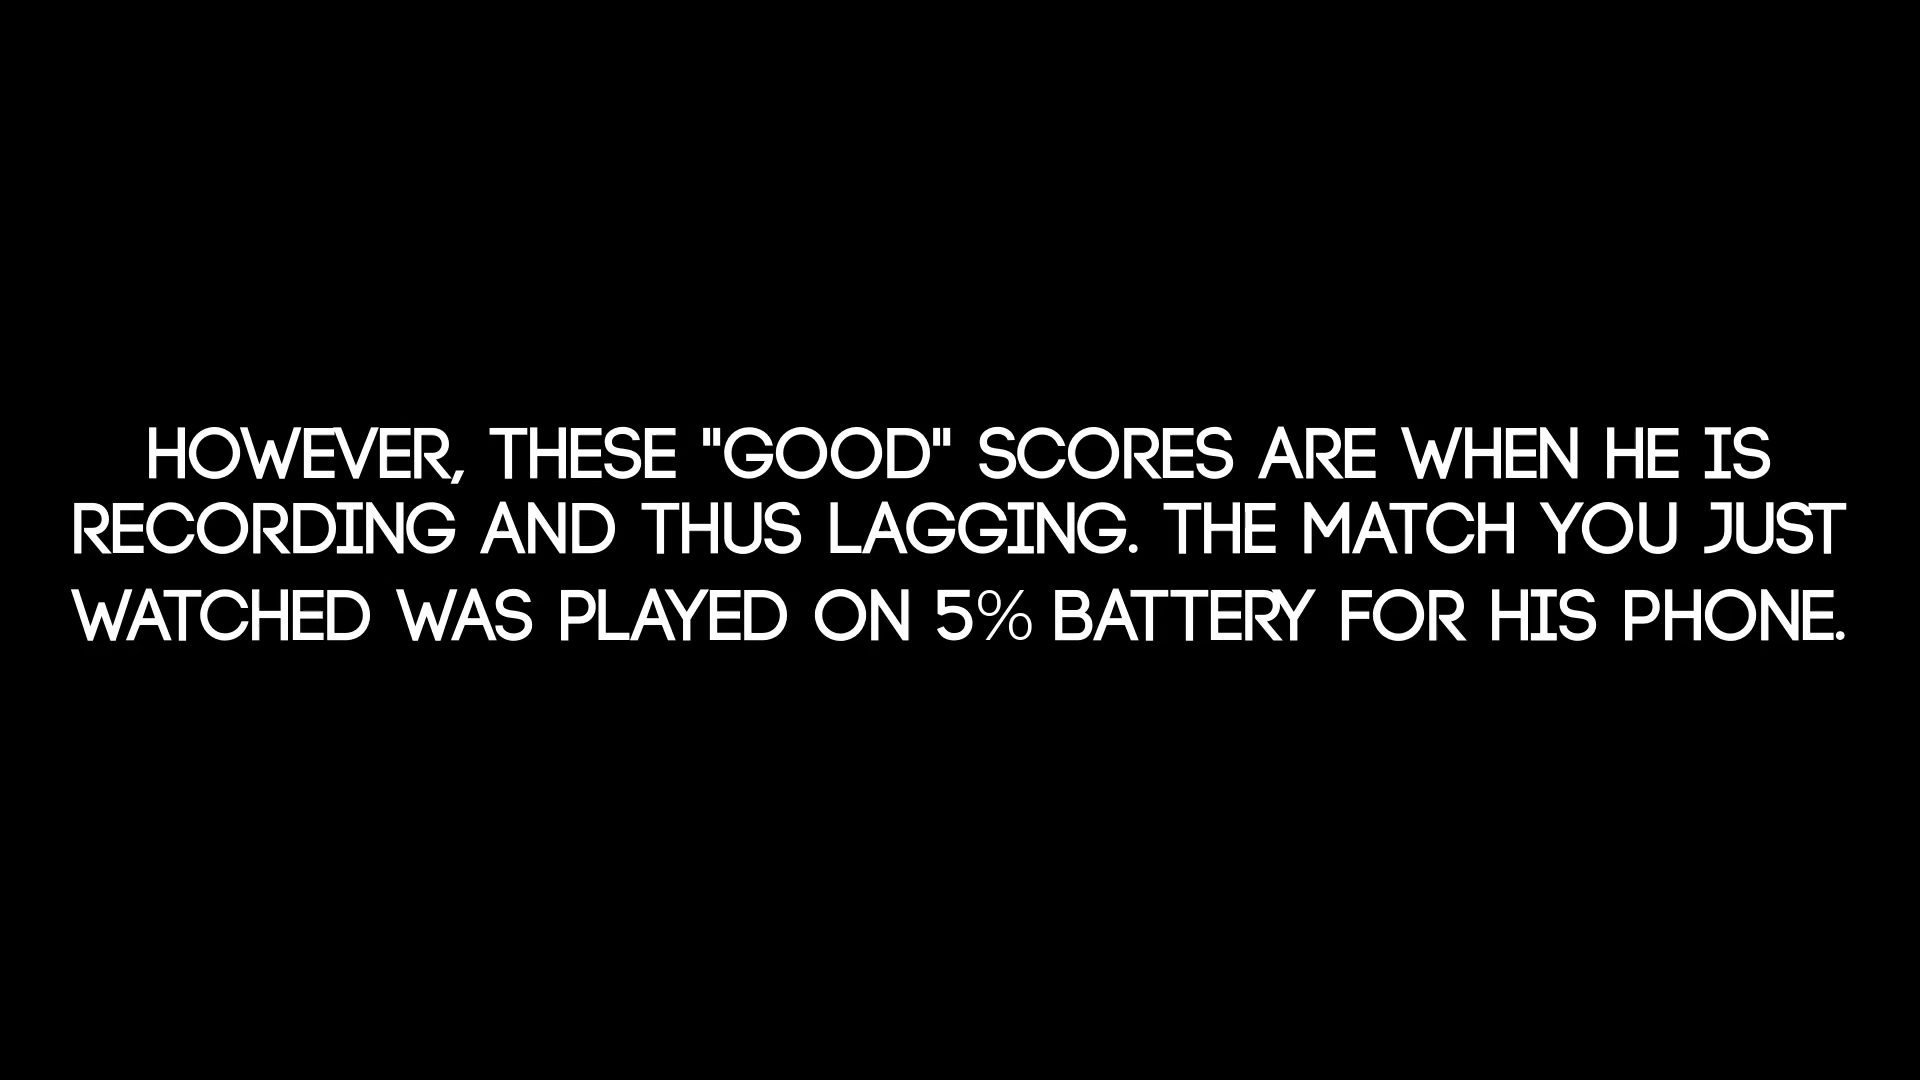 HOWEVER, THESE "GOOD" SCORES ARE WHEN HE IS
RECORDING AND THUS LAGGING. THE MATCH YOU JUST
WATCHED WAS PLAYED ON 5% BATTERY FOR HIS PHONE.